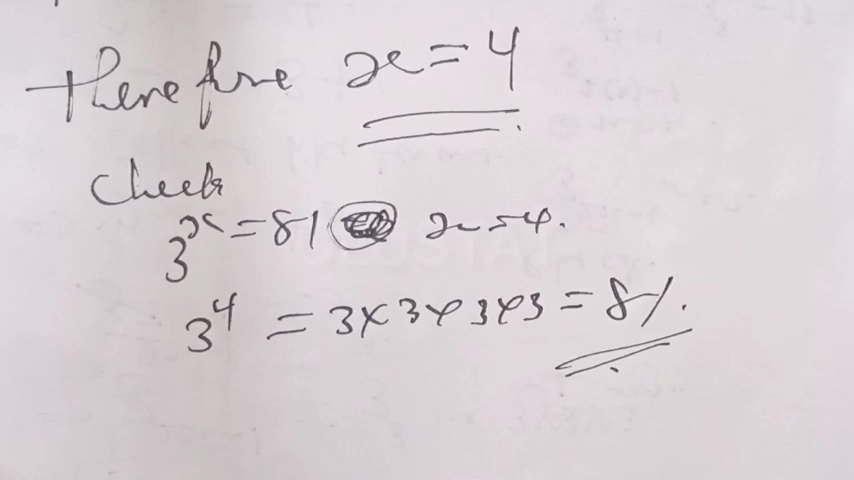 Therefore x = 4
Check
3^x = 81 x = 4.
3^4 = 3×3×3×3 = 81.